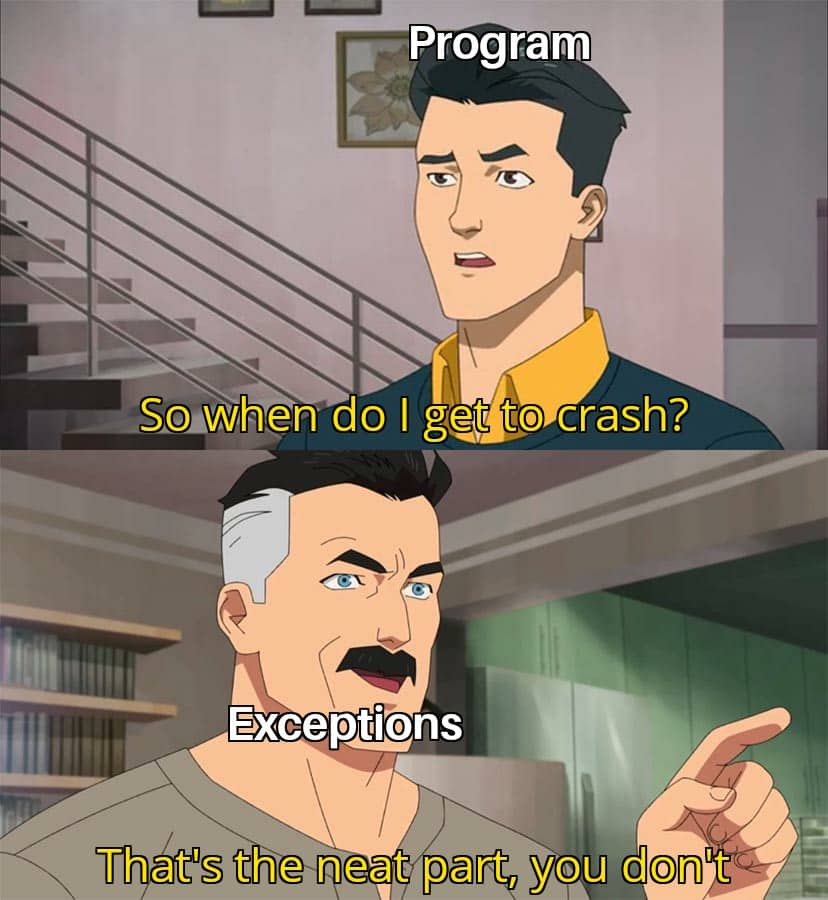 Program
So when do I get to crash?
Exceptions
That's the neat part, you don't